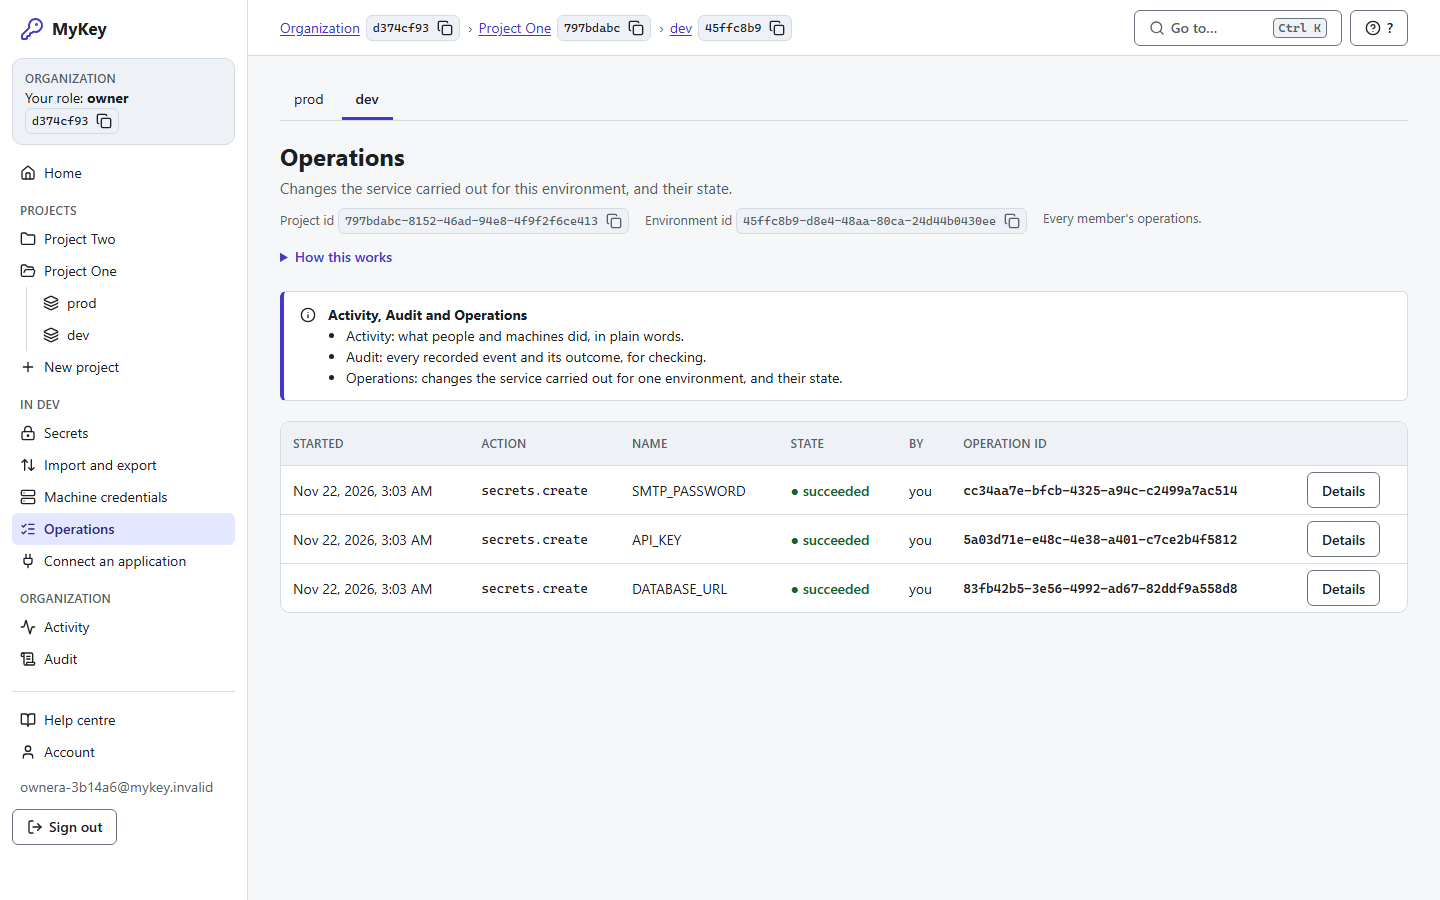 MyKey
ORGANIZATION
Your role: owner
d374cf93
Home
PROJECTS
Project Two
Project One
prod
dev
New project
IN DEV
Secrets
Import and export
Machine credentials
Operations
Connect an application
ORGANIZATION
Activity
Audit
Help centre
Account
ownera-3b14a6@mykey.invalid
Sign out
Organization d374cf93 › Project One 797bdabc › dev 45ffc8b9
Go to... Ctrl K
?
prod dev
Operations
Changes the service carried out for this environment, and their state.
Project id 797bdabc-8152-46ad-94e8-4f9f2f6ce413 Environment id 45ffc8b9-d8e4-48aa-80ca-24d44b0430ee Every member's operations.
How this works
Activity, Audit and Operations
• Activity: what people and machines did, in plain words.
• Audit: every recorded event and its outcome, for checking.
• Operations: changes the service carried out for one environment, and their state.
STARTED ACTION NAME STATE BY OPERATION ID
Nov 22, 2026, 3:03 AM secrets.create SMTP_PASSWORD succeeded you cc34aa7e-bfcb-4325-a94c-c2499a7ac514 Details
Nov 22, 2026, 3:03 AM secrets.create API_KEY succeeded you 5a03d71e-e48c-4e38-a401-c7ce2b4f5812 Details
Nov 22, 2026, 3:03 AM secrets.create DATABASE_URL succeeded you 83fb42b5-3e56-4992-ad67-82ddf9a558d8 Details